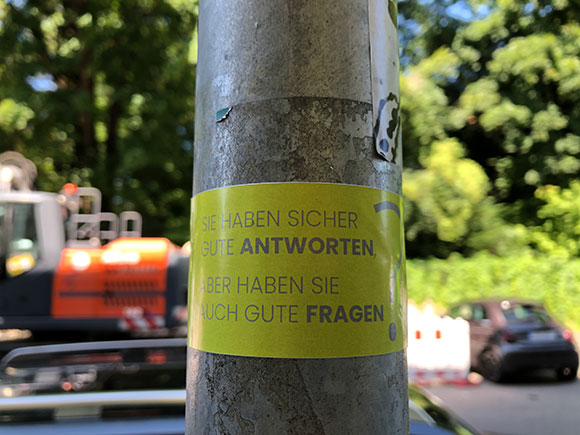 SIE HABEN SICHER
GUTE ANTWORTEN,
ABER HABEN SIE
AUCH GUTE FRAGEN ?